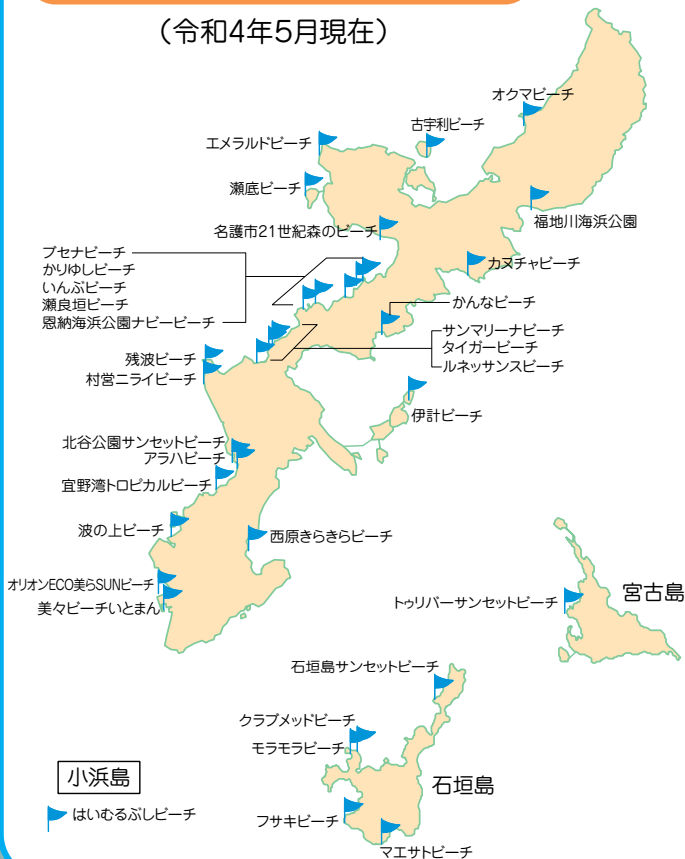 (令和4年5月現在)
オクマビーチ
古宇利ビーチ
エメラルドビーチ
瀬底ビーチ
福地川海浜公園
名護市21世紀森のビーチ
カヌチャビーチ
ブセナビーチ
かりゆしビーチ
いんぶビーチ
瀬良垣ビーチ
恩納海浜公園ナビービーチ
かんなビーチ
サンマリーナビーチ
タイガービーチ
ルネッサンスビーチ
残波ビーチ
村営ニライビーチ
伊計ビーチ
北谷公園サンセットビーチ
アラハビーチ
宜野湾トロピカルビーチ
波の上ビーチ
西原きらきらビーチ
オリオンECO美らSUNビーチ
美々ビーチいとまん
宮古島
トゥリバーサンセットビーチ
石垣島サンセットビーチ
クラブメッドビーチ
モラモラビーチ
石垣島
フサキビーチ
マエサトビーチ
小浜島
はいむるぶしビーチ